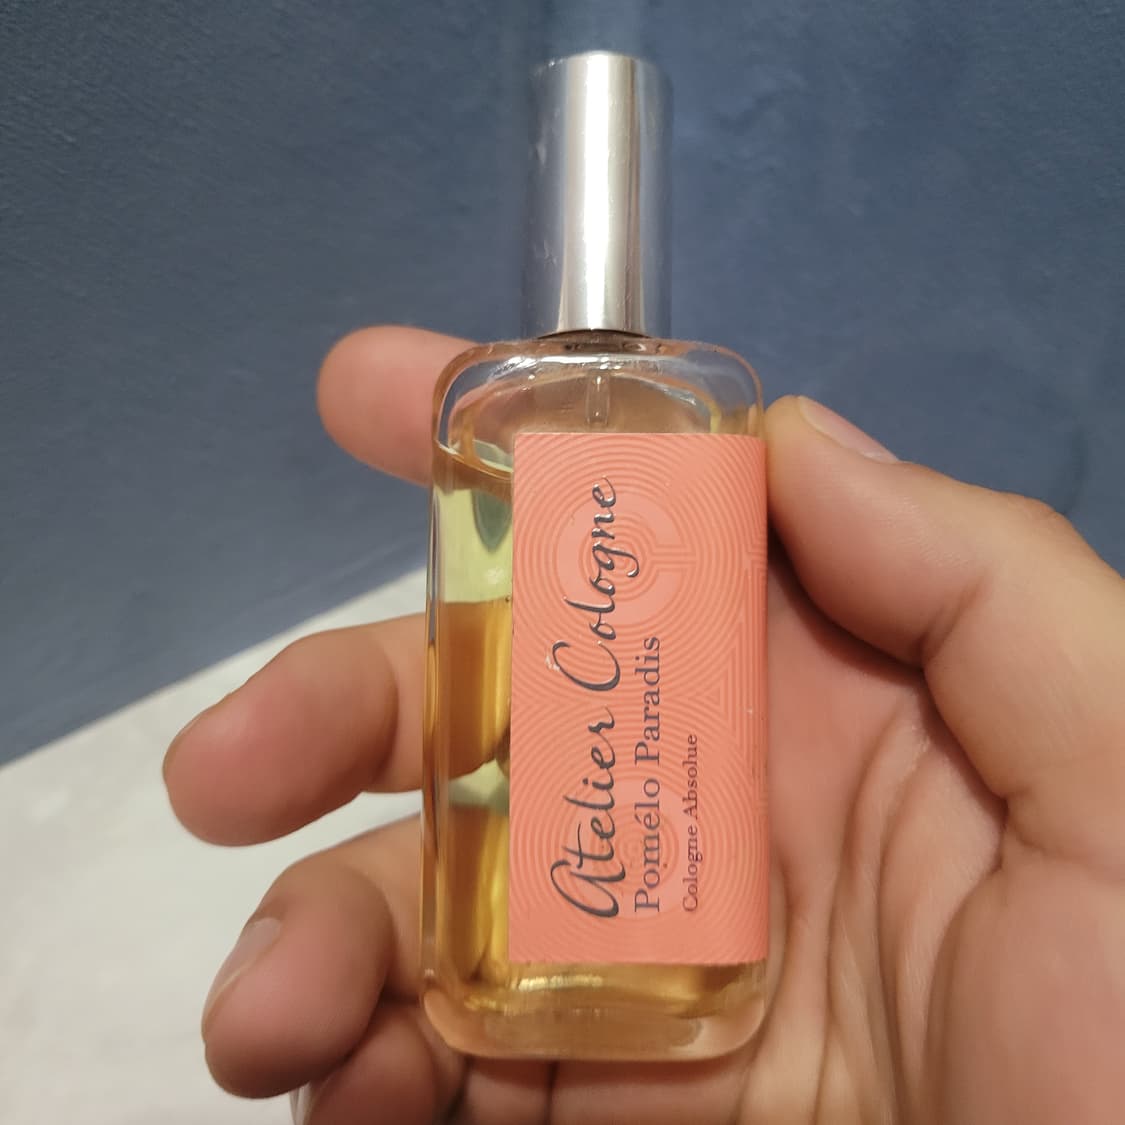 Atelier Cologne
Pomélo Paradis
Cologne Absolue